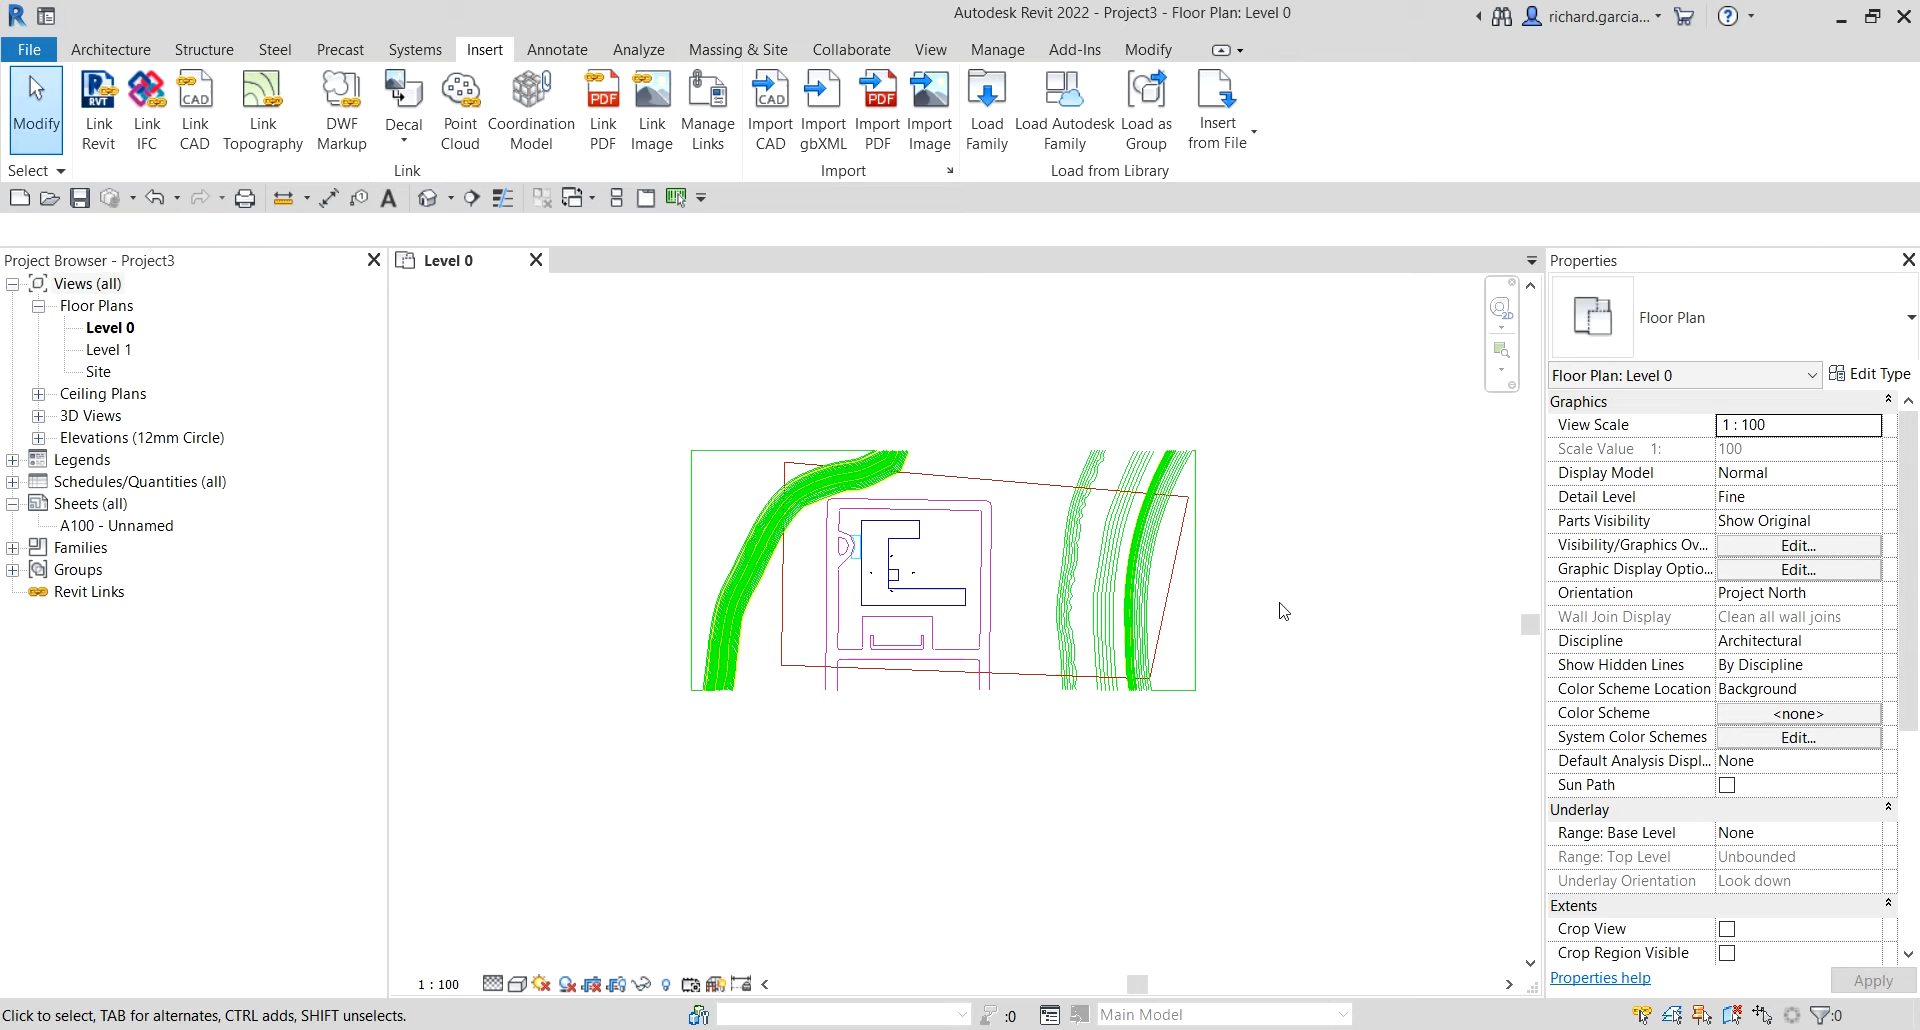 Autodesk Revit 2022 - Project3 - Floor Plan: Level 0
richard.garcia...
File Architecture Structure Steel Precast Systems Insert Annotate Analyze Massing & Site Collaborate View Manage Add-Ins Modify
Modify
Link Revit
Link IFC
Link CAD
Link Topography
DWF Markup
Decal
Point Cloud
Coordination Model
Link PDF
Link Image
Manage Links
Import CAD
Import gbXML
Import PDF
Import Image
Load Family
Load Autodesk Family
Load as Group
Insert from File
Select
Link
Import
Load from Library
Project Browser - Project3
Views (all)
Floor Plans
Level 0
Level 1
Site
Ceiling Plans
3D Views
Elevations (12mm Circle)
Legends
Schedules/Quantities (all)
Sheets (all)
A100 - Unnamed
Families
Groups
Revit Links
Level 0
2D
1 : 100
Properties
Floor Plan
Floor Plan: Level 0
Edit Type
Graphics
View Scale 1 : 100
Scale Value 1: 100
Display Model Normal
Detail Level Fine
Parts Visibility Show Original
Visibility/Graphics Ov... Edit...
Graphic Display Optio... Edit...
Orientation Project North
Wall Join Display Clean all wall joins
Discipline Architectural
Show Hidden Lines By Discipline
Color Scheme Location Background
Color Scheme <none>
System Color Schemes Edit...
Default Analysis Displ... None
Sun Path
Underlay
Range: Base Level None
Range: Top Level Unbounded
Underlay Orientation Look down
Extents
Crop View
Crop Region Visible
Properties help
Apply
Click to select, TAB for alternates, CTRL adds, SHIFT unselects.
:0
Main Model
:0